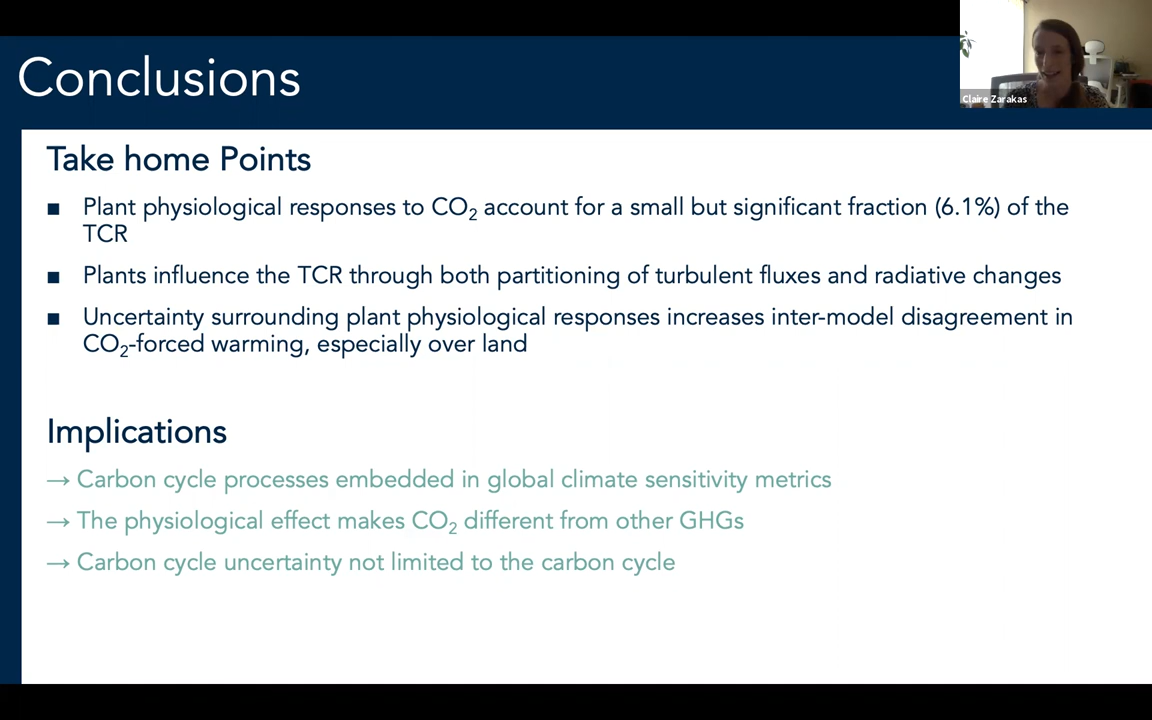 Conclusions
Claire Zarakas
Take home Points
■ Plant physiological responses to CO₂ account for a small but significant fraction (6.1%) of the
TCR
■ Plants influence the TCR through both partitioning of turbulent fluxes and radiative changes
■ Uncertainty surrounding plant physiological responses increases inter-model disagreement in
CO₂-forced warming, especially over land
Implications
→ Carbon cycle processes embedded in global climate sensitivity metrics
→ The physiological effect makes CO₂ different from other GHGs
→ Carbon cycle uncertainty not limited to the carbon cycle